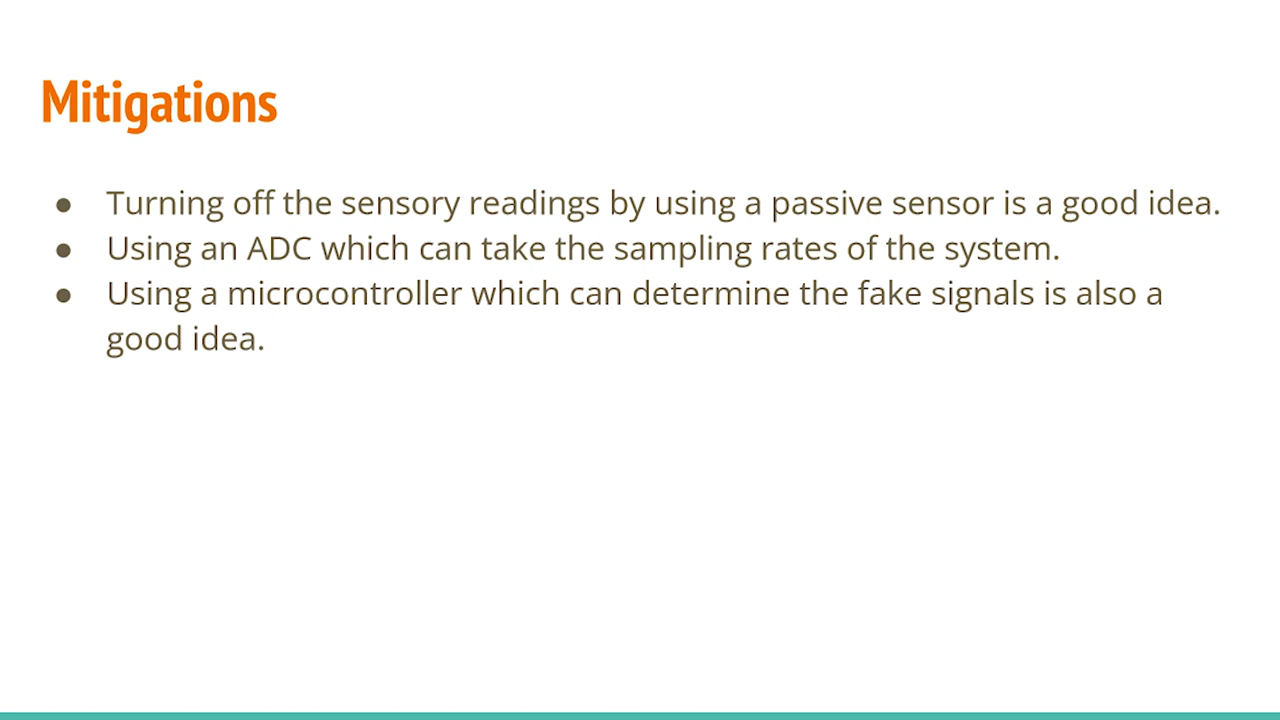 Mitigations
● Turning off the sensory readings by using a passive sensor is a good idea.
● Using an ADC which can take the sampling rates of the system.
● Using a microcontroller which can determine the fake signals is also a
good idea.